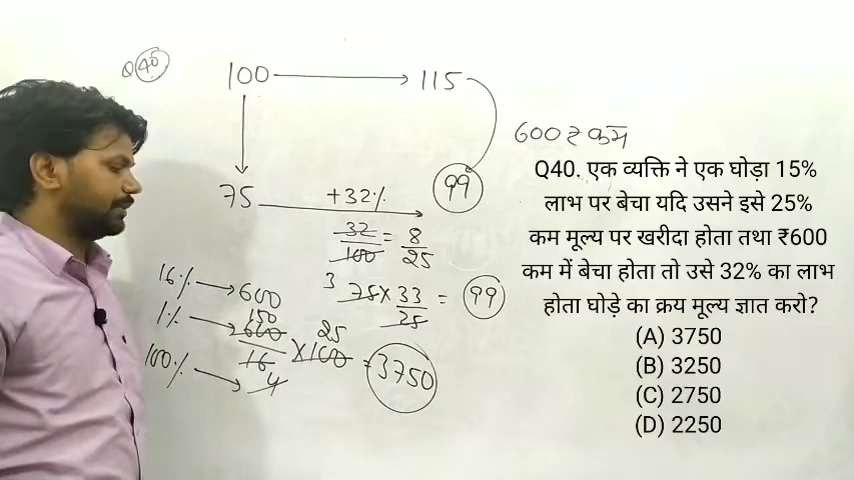 Q 40
100 → 115
600 ₹ कम
75 +32% 99
32/100 = 8/25
3 75 × 33/25 = 99
16% → 600
1% → 150 600/16 × 100 25 = 3750
100% → 4
Q40. एक व्यक्ति ने एक घोड़ा 15%
लाभ पर बेचा यदि उसने इसे 25%
कम मूल्य पर खरीदा होता तथा ₹600
कम में बेचा होता तो उसे 32% का लाभ
होता घोड़े का क्रय मूल्य ज्ञात करो?
(A) 3750
(B) 3250
(C) 2750
(D) 2250